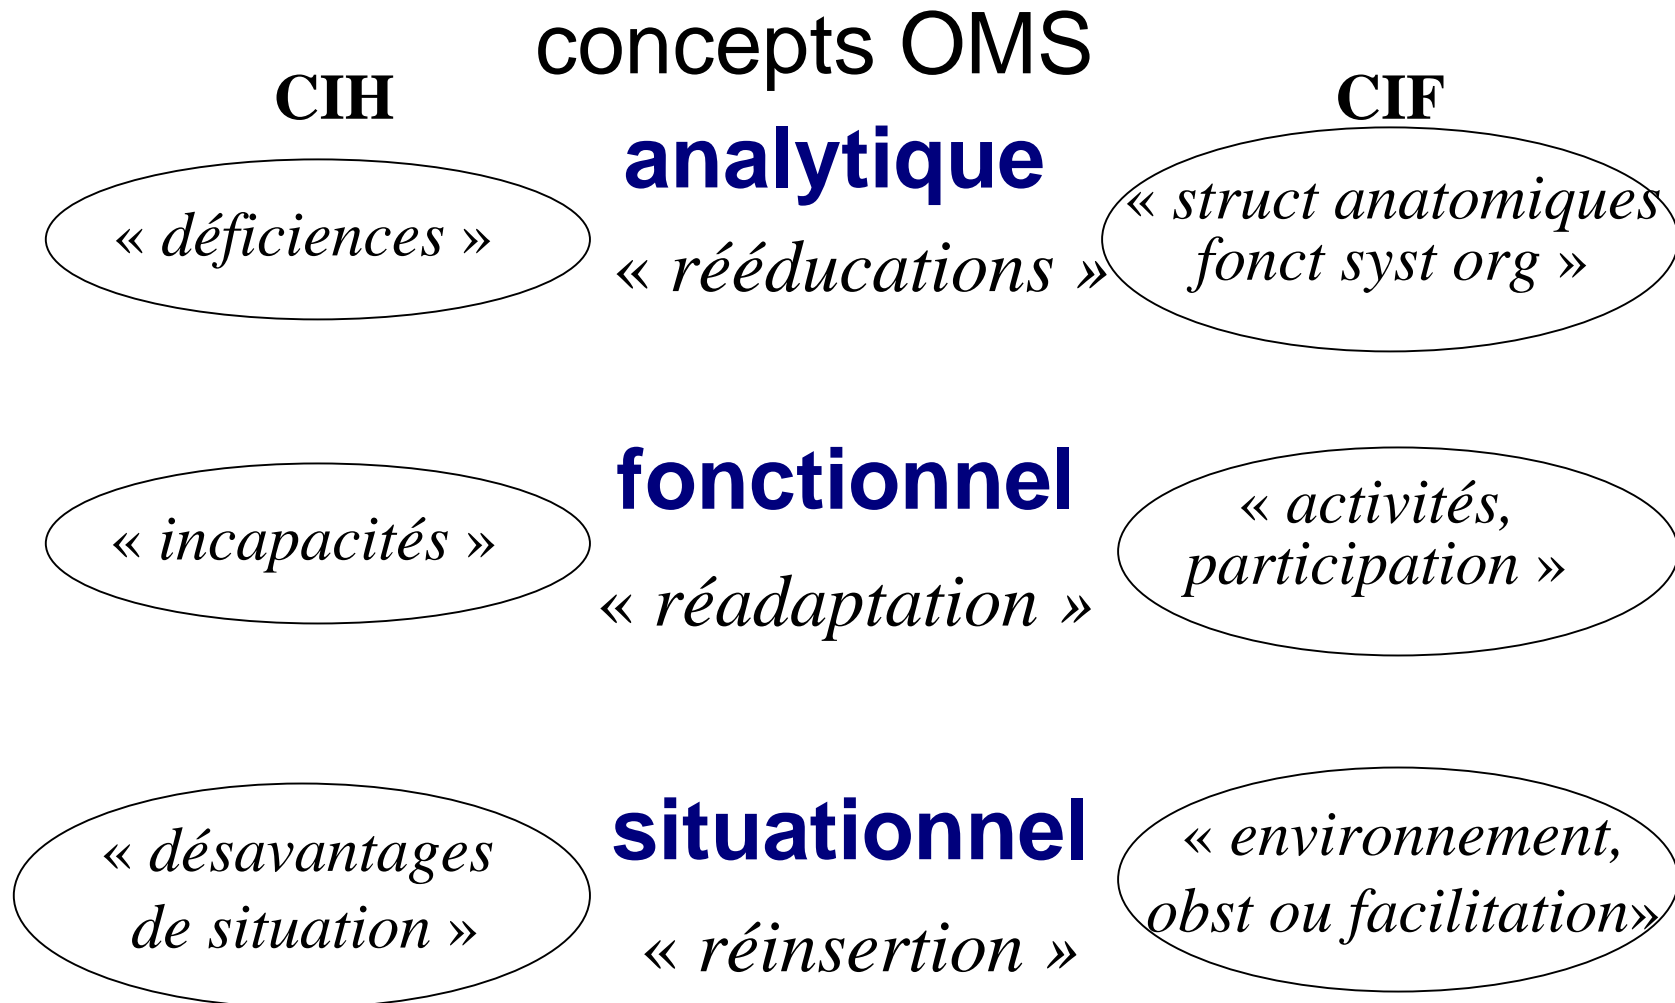 concepts OMS
CIH
CIF
analytique
« déficiences »
« rééducations »
« struct anatomiques
fonct syst org »
fonctionnel
« incapacités »
« réadaptation »
« activités,
participation »
situationnel
« désavantages
de situation »
« réinsertion »
« environnement,
obst ou facilitation»